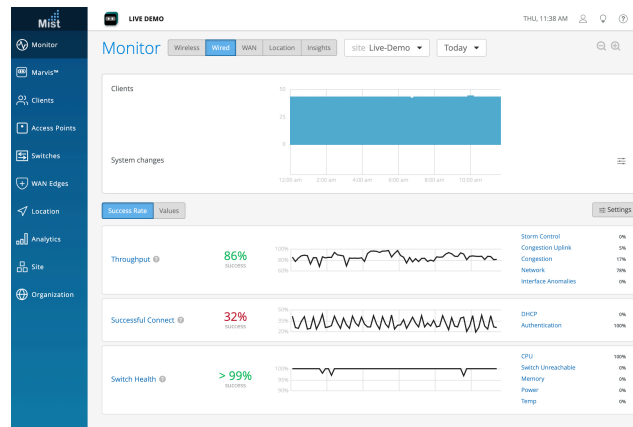 Mist
LIVE DEMO
THU, 11:38 AM
Monitor
Marvis™
Clients
Access Points
Switches
WAN Edges
Location
Analytics
Site
Organization
Monitor
Wireless Wired WAN Location Insights
site Live-Demo
Today
Clients
50
25
0
System changes
12:00 am 2:00 am 4:00 am 6:00 am 8:00 am 10:00 am
Success Rate Values
Settings
Throughput
86%
success
100%
80%
60%
Storm Control 0%
Congestion Uplink 5%
Congestion 17%
Network 78%
Interface Anomalies 0%
Successful Connect
32%
success
50%
35%
20%
DHCP 0%
Authentication 100%
Switch Health
> 99%
success
100%
95%
90%
CPU 100%
Switch Unreachable 0%
Memory 0%
Power 0%
Temp 0%